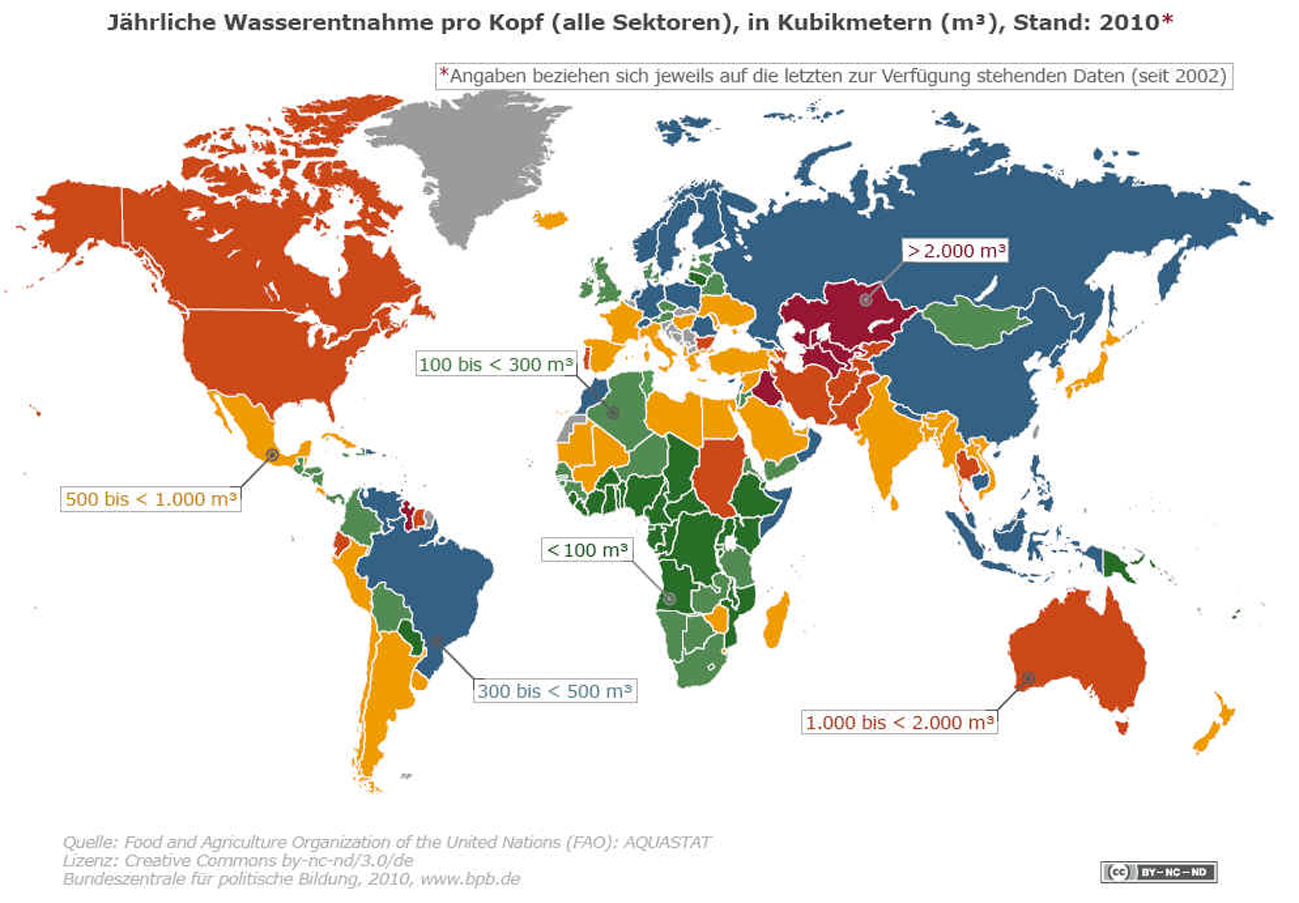 Jährliche Wasserentnahme pro Kopf (alle Sektoren), in Kubikmetern (m³), Stand: 2010*
*Angaben beziehen sich jeweils auf die letzten zur Verfügung stehenden Daten (seit 2002)
> 2.000 m³
100 bis < 300 m³
500 bis < 1.000 m³
< 100 m³
300 bis < 500 m³
1.000 bis < 2.000 m³
Quelle: Food and Agriculture Organization of the United Nations (FAO): AQUASTAT
Lizenz: Creative Commons by-nc-nd/3.0/de
Bundeszentrale für politische Bildung, 2010, www.bpb.de
cc BY-NC-ND